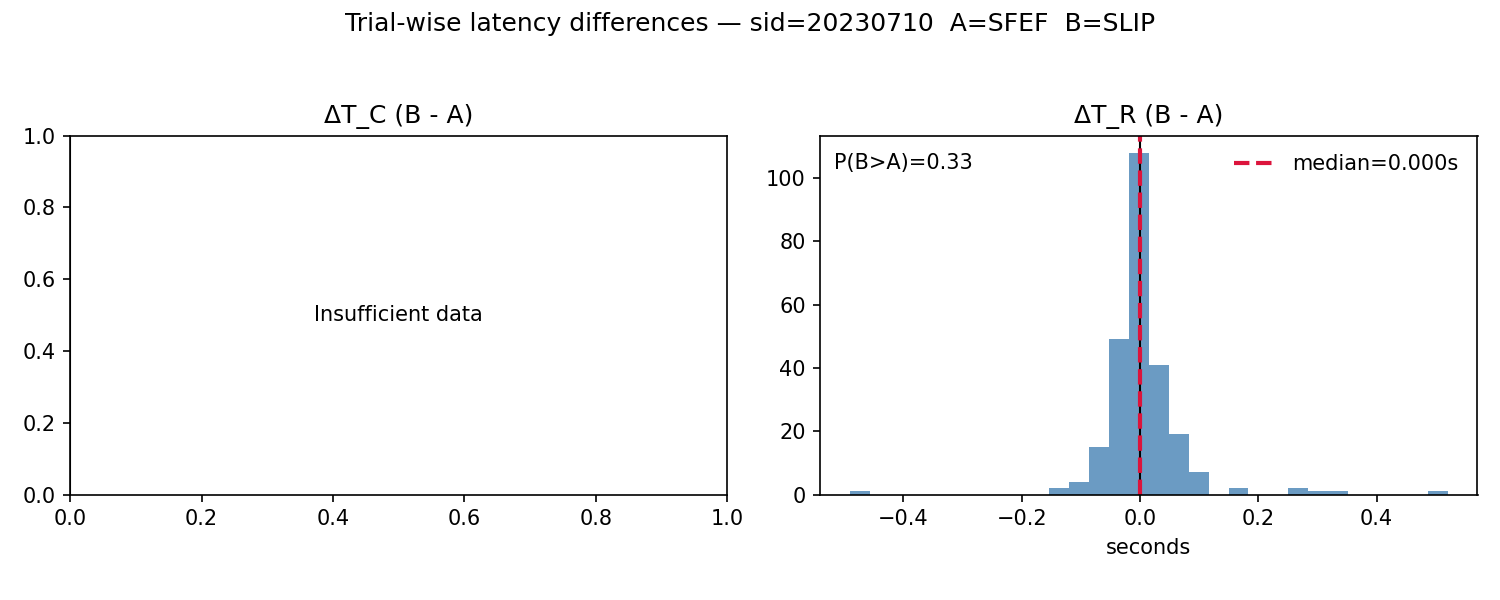 Trial-wise latency differences — sid=20230710  A=SFEF  B=SLIP
ΔT_C (B - A)
1.0
0.8
0.6
0.4
0.2
0.0
Insufficient data
0.0 0.2 0.4 0.6 0.8 1.0
ΔT_R (B - A)
P(B>A)=0.33
median=0.000s
100
80
60
40
20
0
−0.4 −0.2 0.0 0.2 0.4
seconds